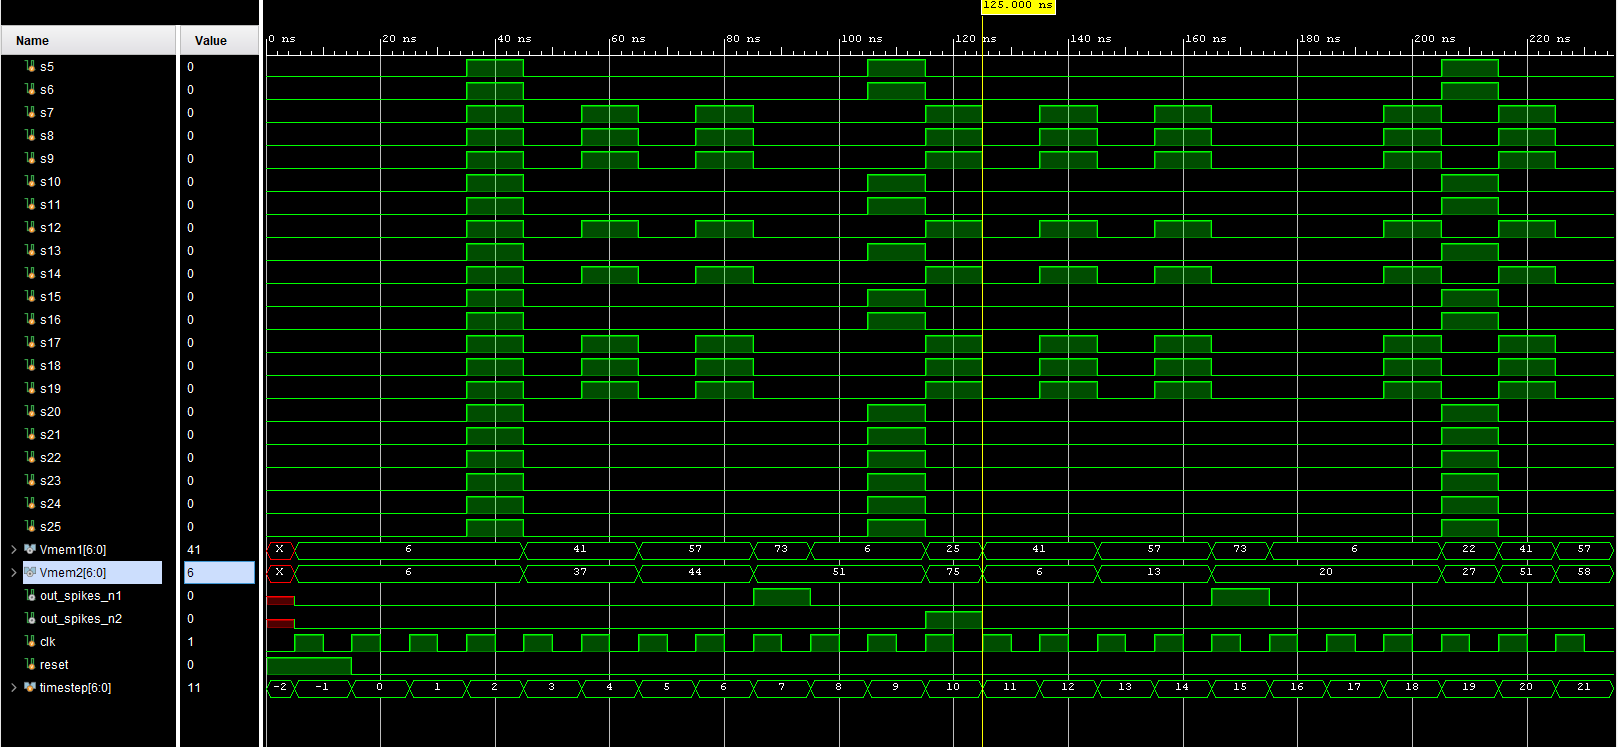 125.000 ns
Name Value 0 ns 20 ns 40 ns 60 ns 80 ns 100 ns 120 ns 140 ns 160 ns 180 ns 200 ns 220 ns
s5 0
s6 0
s7 0
s8 0
s9 0
s10 0
s11 0
s12 0
s13 0
s14 0
s15 0
s16 0
s17 0
s18 0
s19 0
s20 0
s21 0
s22 0
s23 0
s24 0
s25 0
Vmem1[6:0] 41 X 6 41 57 73 6 25 41 57 73 6 22 41 57
Vmem2[6:0] 6 X 6 37 44 51 75 6 13 20 27 51 58
out_spikes_n1 0
out_spikes_n2 0
clk 1
reset 0
timestep[6:0] 11 -2 -1 0 1 2 3 4 5 6 7 8 9 10 11 12 13 14 15 16 17 18 19 20 21